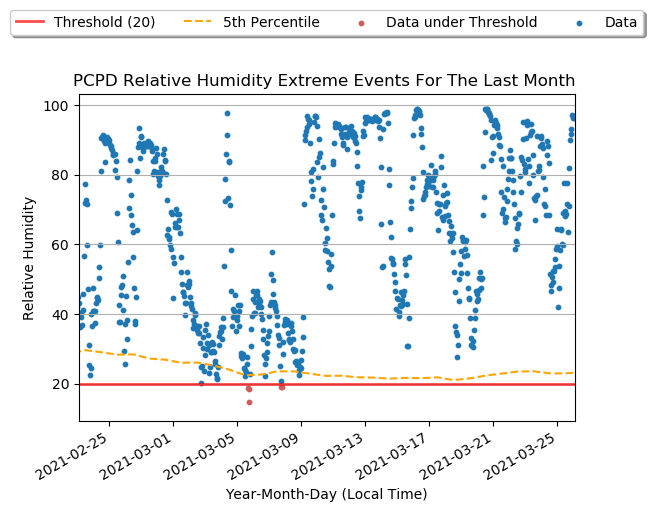 Threshold (20) 5th Percentile Data under Threshold Data
PCPD Relative Humidity Extreme Events For The Last Month
100
80
60
40
20
Relative Humidity
2021-02-25 2021-03-01 2021-03-05 2021-03-09 2021-03-13 2021-03-17 2021-03-21 2021-03-25
Year-Month-Day (Local Time)